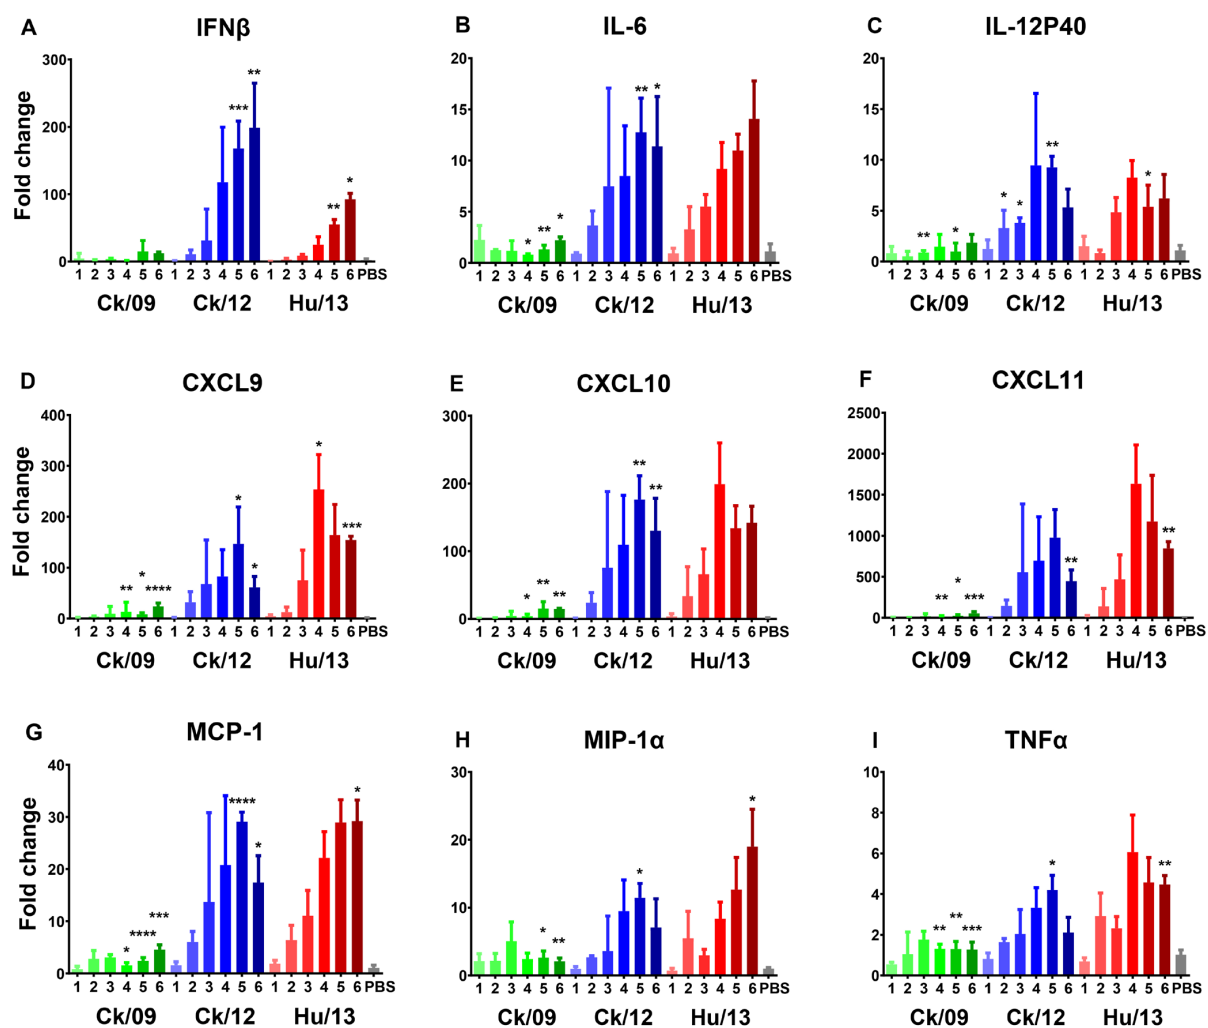 A IFNβ
Fold change
300
200
100
0
** 
***
**
*
1 2 3 4 5 6 1 2 3 4 5 6 1 2 3 4 5 6 PBS
Ck/09 Ck/12 Hu/13
B IL-6
20
15
10
5
0
** *
* ** *
1 2 3 4 5 6 1 2 3 4 5 6 1 2 3 4 5 6 PBS
Ck/09 Ck/12 Hu/13
C IL-12P40
20
15
10
5
0
**
* * *
** *
1 2 3 4 5 6 1 2 3 4 5 6 1 2 3 4 5 6 PBS
Ck/09 Ck/12 Hu/13
D CXCL9
Fold change
400
300
200
100
0
*
* ***
*
** * ****
1 2 3 4 5 6 1 2 3 4 5 6 1 2 3 4 5 6 PBS
Ck/09 Ck/12 Hu/13
E CXCL10
300
200
100
0
**
**
* ** **
1 2 3 4 5 6 1 2 3 4 5 6 1 2 3 4 5 6 PBS
Ck/09 Ck/12 Hu/13
F CXCL11
2500
2000
1500
1000
500
0
**
**
** * ***
1 2 3 4 5 6 1 2 3 4 5 6 1 2 3 4 5 6 PBS
Ck/09 Ck/12 Hu/13
G MCP-1
Fold change
40
30
20
10
0
**** *
*
* **** ***
1 2 3 4 5 6 1 2 3 4 5 6 1 2 3 4 5 6 PBS
Ck/09 Ck/12 Hu/13
H MIP-1α
30
20
10
0
*
*
* **
1 2 3 4 5 6 1 2 3 4 5 6 1 2 3 4 5 6 PBS
Ck/09 Ck/12 Hu/13
I TNFα
10
8
6
4
2
0
* **
** ** ***
1 2 3 4 5 6 1 2 3 4 5 6 1 2 3 4 5 6 PBS
Ck/09 Ck/12 Hu/13